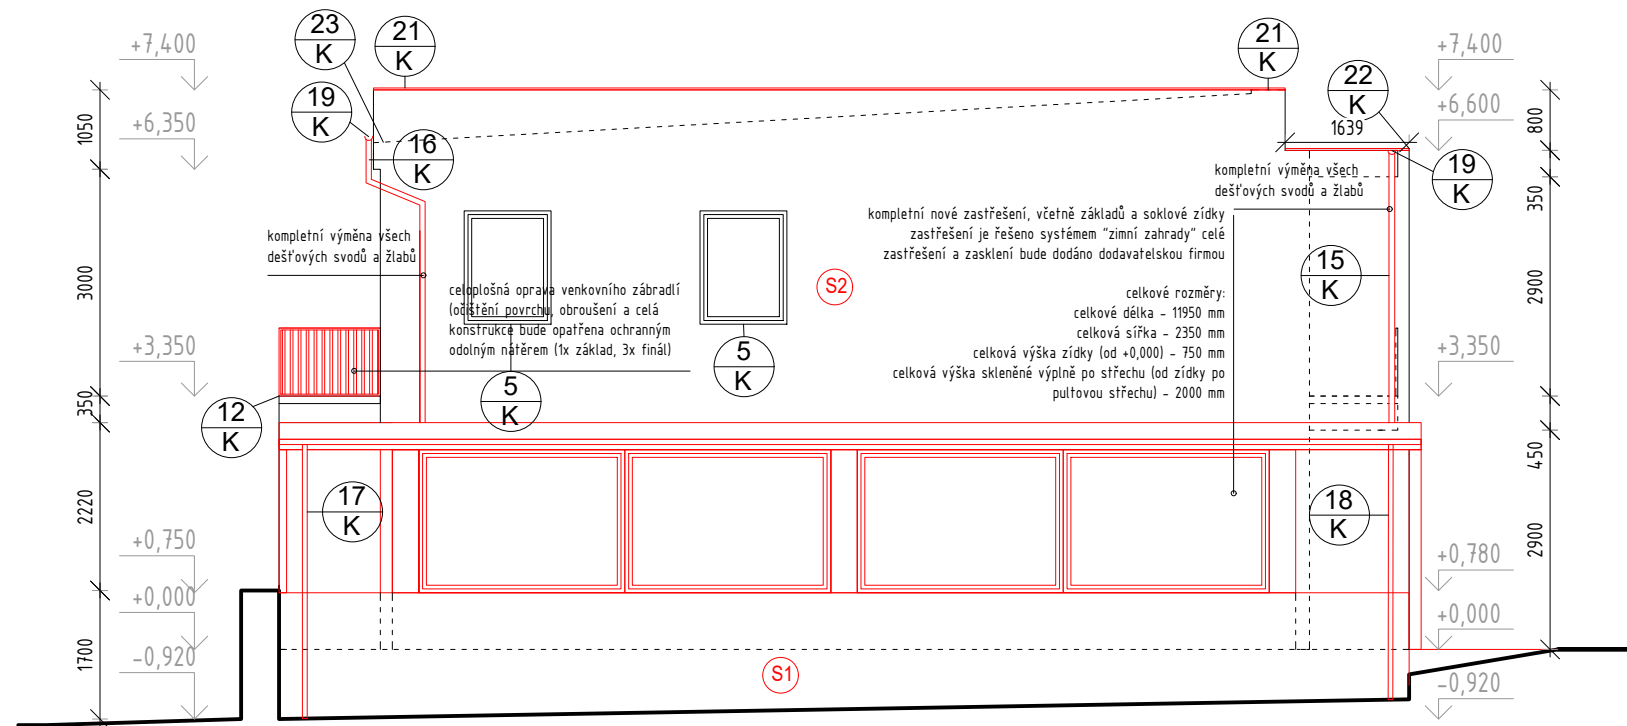 23
K
21
K
21
K
22
K
19
K
16
K
19
K
15
K
5
K
5
K
12
K
17
K
18
K
+7,400
+6,350
+3,350
+0,750
+0,000
-0,920
1050
3000
350
2220
1700
+7,400
+6,600
+3,350
+0,780
+0,000
-0,920
800
350
2900
450
2900
1639
kompletní výměna všech
dešťových svodů a žlabů
celoplošná oprava venkovního zábradlí
(očištění povrchu, obroušení a celá
konstrukce bude opatřena ochranným
odolným nátěrem (1x základ, 3x finál)
kompletní výměna všech
dešťových svodů a žlabů
kompletní nové zastřešení, včetně základů a soklové zídky
zastřešení je řešeno systémem "zimní zahrady" celé
zastřešení a zasklení bude dodáno dodavatelskou firmou
celkové rozměry:
celkové délka - 11950 mm
celková sířka - 2350 mm
celková výška zídky (od +0,000) - 750 mm
celková výška skleněné výplně po střechu (od zídky po
pultovou střechu) - 2000 mm
S2
S1